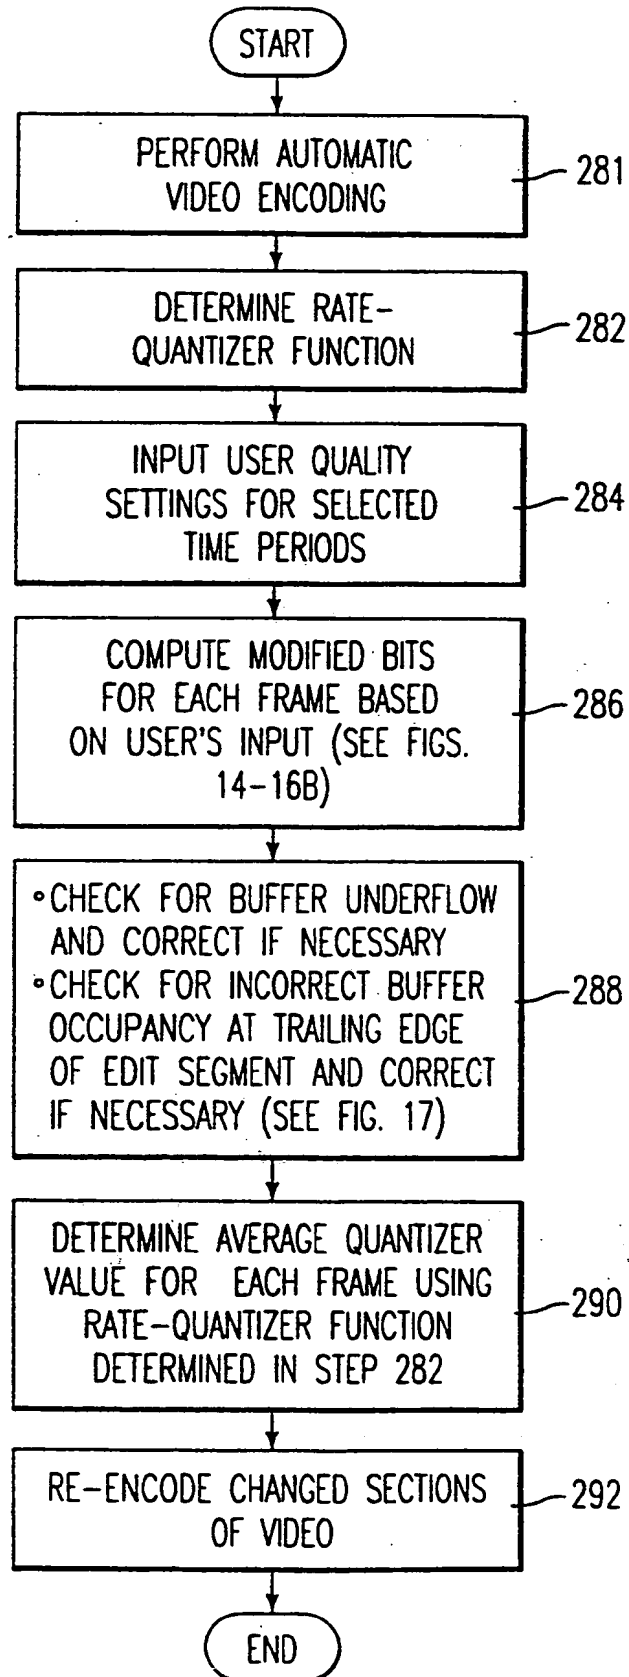 START
PERFORM AUTOMATIC
VIDEO ENCODING
281
DETERMINE RATE-
QUANTIZER FUNCTION
282
INPUT USER QUALITY
SETTINGS FOR SELECTED
TIME PERIODS
284
COMPUTE MODIFIED BITS
FOR EACH FRAME BASED
ON USER'S INPUT (SEE FIGS.
14-16B)
286
•CHECK FOR BUFFER UNDERFLOW
AND CORRECT IF NECESSARY
•CHECK FOR INCORRECT BUFFER
OCCUPANCY AT TRAILING EDGE
OF EDIT SEGMENT AND CORRECT
IF NECESSARY (SEE FIG. 17)
288
DETERMINE AVERAGE QUANTIZER
VALUE FOR EACH FRAME USING
RATE-QUANTIZER FUNCTION
DETERMINED IN STEP 282
290
RE-ENCODE CHANGED SECTIONS
OF VIDEO
292
END